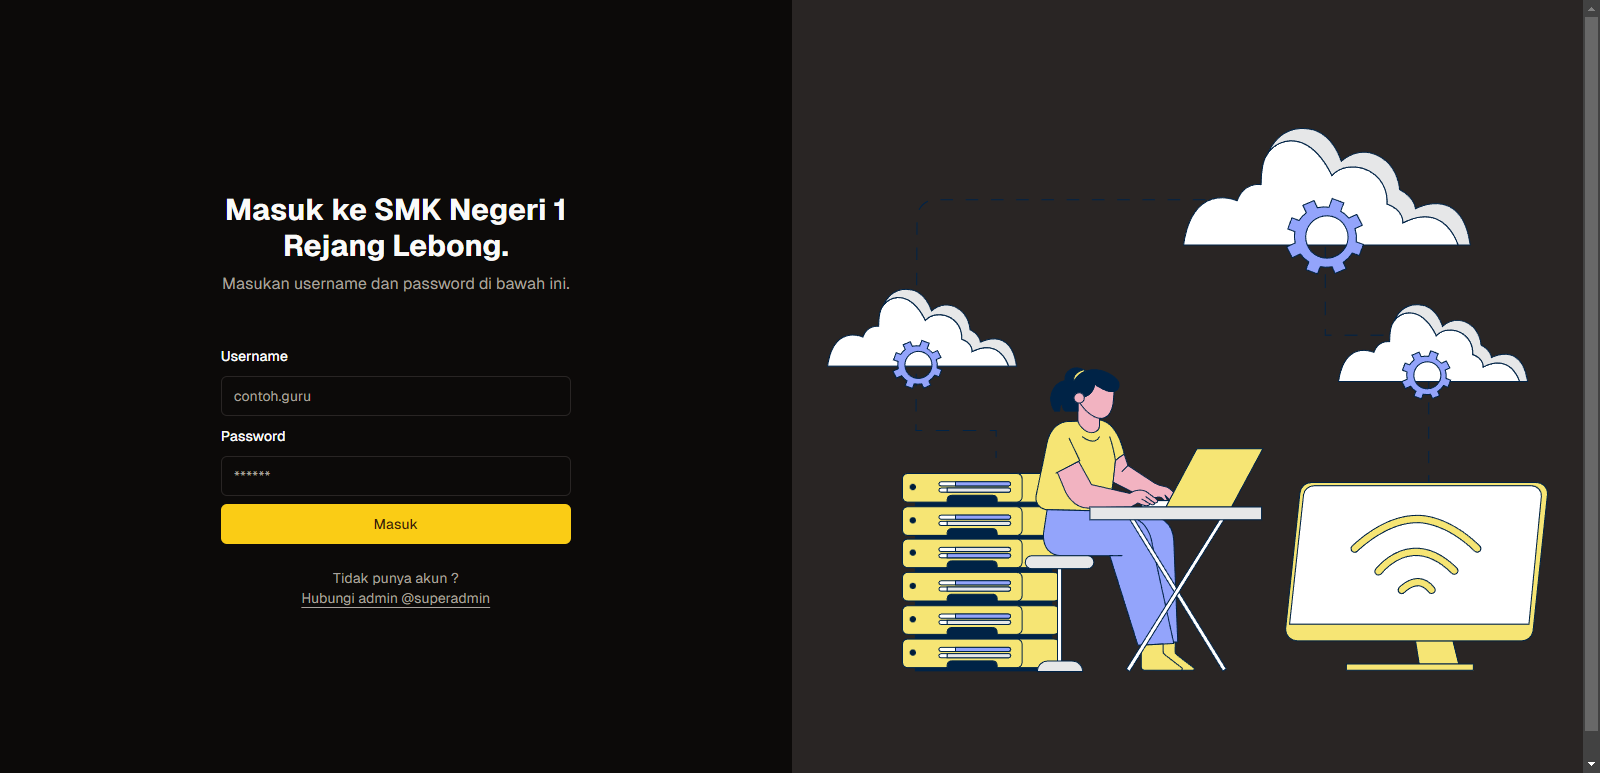 Masuk ke SMK Negeri 1
Rejang Lebong.
Masukan username dan password di bawah ini.
Username
contoh.guru
Password
******
Masuk
Tidak punya akun ?
Hubungi admin @superadmin